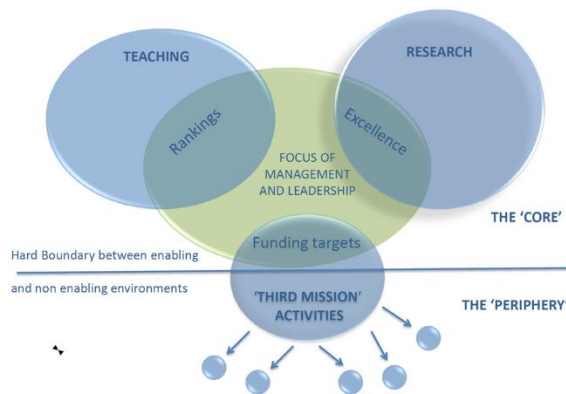 TEACHING
RESEARCH
Rankings
Excellence
FOCUS OF
MANAGEMENT
AND LEADERSHIP
THE 'CORE'
Funding targets
Hard Boundary between enabling
and non enabling environments
'THIRD MISSION'
ACTIVITIES
THE 'PERIPHERY'